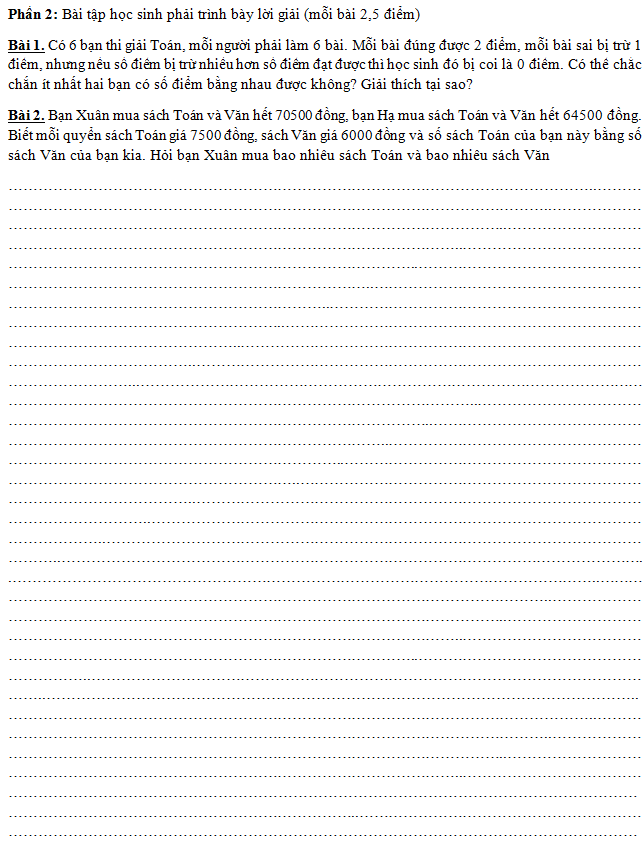 Phần 2: Bài tập học sinh phải trình bày lời giải (mỗi bài 2,5 điểm)
Bài 1. Có 6 bạn thi giải Toán, mỗi người phải làm 6 bài. Mỗi bài đúng được 2 điểm, mỗi bài sai bị trừ 1
điểm, nhưng nếu số điểm bị trừ nhiều hơn số điểm đạt được thì học sinh đó bị coi là 0 điểm. Có thể chắc
chắn ít nhất hai bạn có số điểm bằng nhau được không? Giải thích tại sao?
Bài 2. Bạn Xuân mua sách Toán và Văn hết 70500 đồng, bạn Hạ mua sách Toán và Văn hết 64500 đồng.
Biết mỗi quyển sách Toán giá 7500 đồng, sách Văn giá 6000 đồng và số sách Toán của bạn này bằng số
sách Văn của bạn kia. Hỏi bạn Xuân mua bao nhiêu sách Toán và bao nhiêu sách Văn